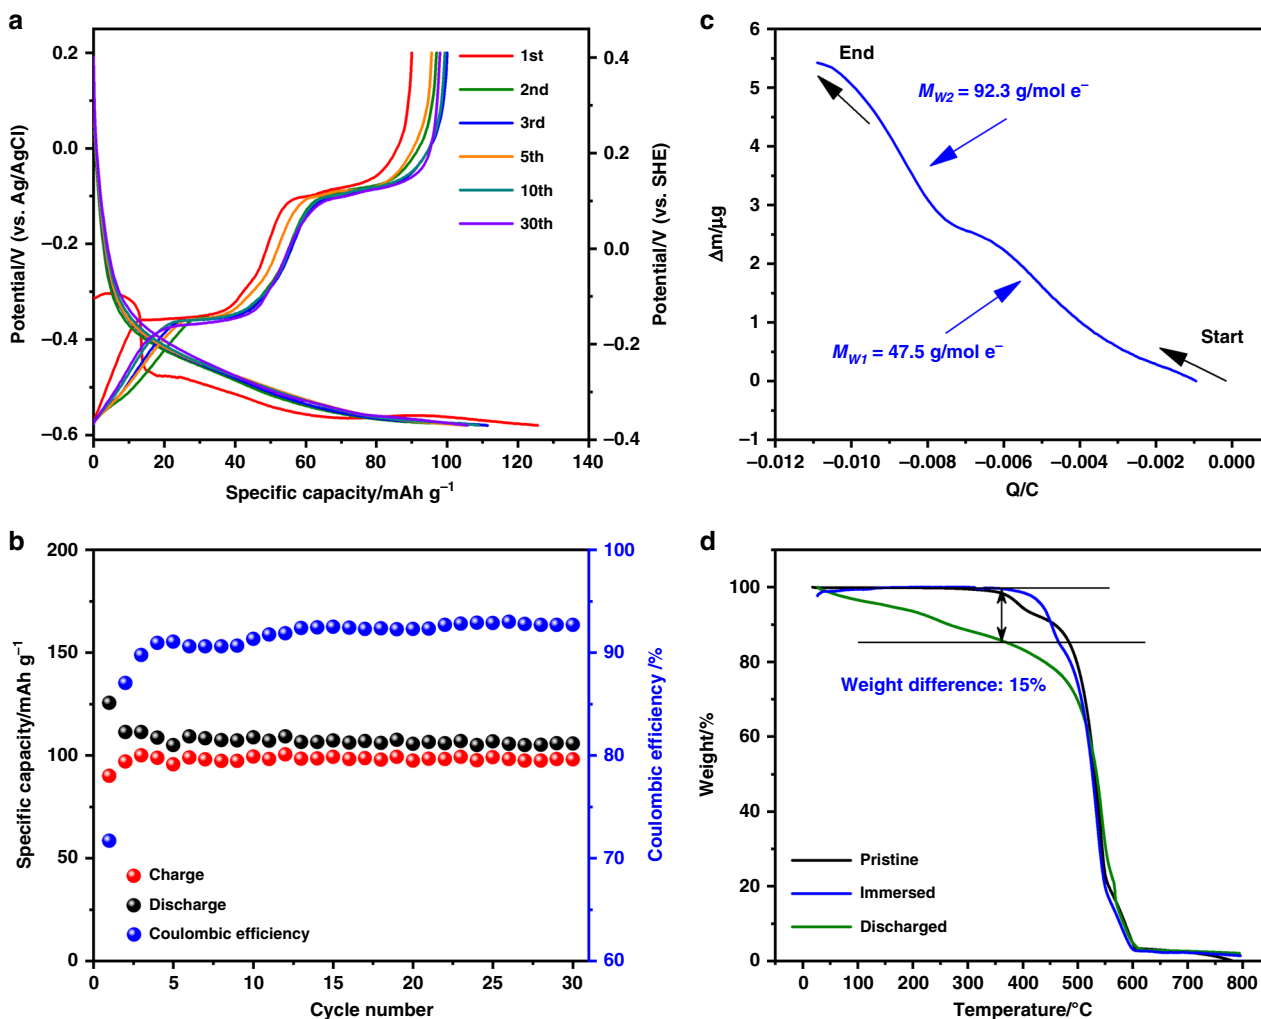 a
0.2
0.0
–0.2
–0.4
–0.6
Potential/V (vs. Ag/AgCl)
0.4
0.2
0.0
–0.2
–0.4
Potential/V (vs. SHE)
1st
2nd
3rd
5th
10th
30th
0 20 40 60 80 100 120 140
Specific capacity/mAh g⁻¹
c
6
5
4
3
2
1
0
–1
Δm/µg
End
M_W2 = 92.3 g/mol e⁻
M_W1 = 47.5 g/mol e⁻
Start
–0.012 –0.010 –0.008 –0.006 –0.004 –0.002 0.000
Q/C
b
200
150
100
50
0
Specific capacity/mAh g⁻¹
100
90
80
70
60
Coulombic efficiency /%
Charge
Discharge
Coulombic efficiency
0 5 10 15 20 25 30
Cycle number
d
100
80
60
40
20
0
Weight/%
Weight difference: 15%
Pristine
Immersed
Discharged
0 100 200 300 400 500 600 700 800
Temperature/°C